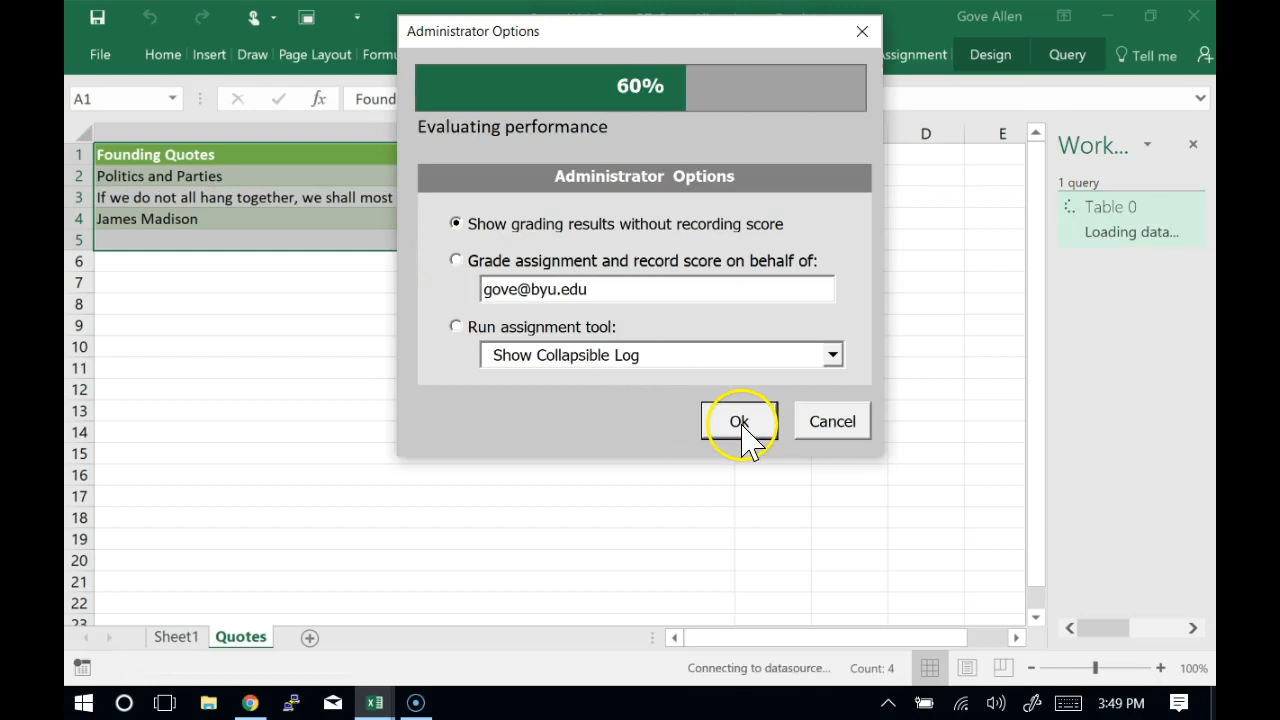 Gove Allen
File Home Insert Draw Page Layout Formu
Assignment Design Query Tell me
A1 fx Found
Administrator Options
60%
Evaluating performance
Administrator Options
Show grading results without recording score
Grade assignment and record score on behalf of:
gove@byu.edu
Run assignment tool:
Show Collapsible Log
Ok Cancel
D E
1 Founding Quotes
2 Politics and Parties
3 If we do not all hang together, we shall most
4 James Madison
5
6
7
8
9
10
11
12
13
14
15
16
17
18
19
20
21
22
23
Work...
1 query
Table 0
Loading data...
Sheet1 Quotes
Connecting to datasource... Count: 4 100%
3:49 PM